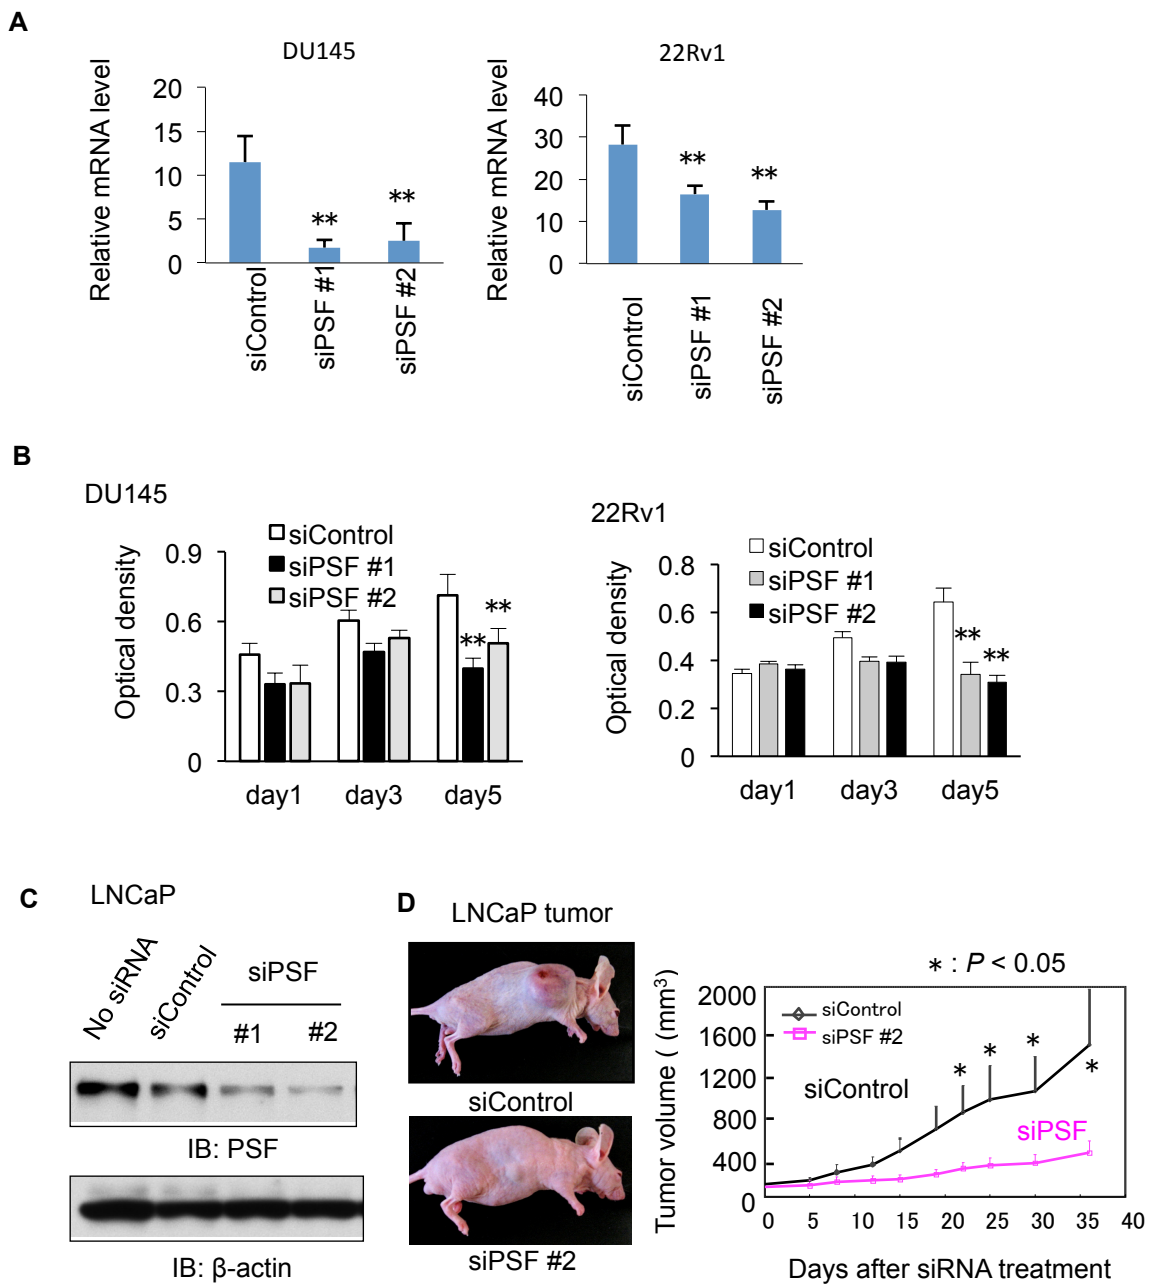 A
DU145
Relative mRNA level
20
15
10
5
0
**
**
siControl
siPSF #1
siPSF #2
22Rv1
Relative mRNA level
40
30
20
10
0
**
**
siControl
siPSF #1
siPSF #2
B
DU145
siControl
siPSF #1
siPSF #2
Optical density
0.9
0.6
0.3
0
**
**
day1 day3 day5
22Rv1
siControl
siPSF #1
siPSF #2
Optical density
0.8
0.6
0.4
0.2
0
**
**
day1 day3 day5
C
LNCaP
No siRNA
siControl
siPSF
#1 #2
IB: PSF
IB: β-actin
D
LNCaP tumor
siControl
siPSF #2
* : P < 0.05
Tumor volume ( (mm³)
2000
1600
1200
800
400
0
siControl
siPSF #2
siControl
siPSF
* * * *
0 5 10 15 20 25 30 35 40
Days after siRNA treatment